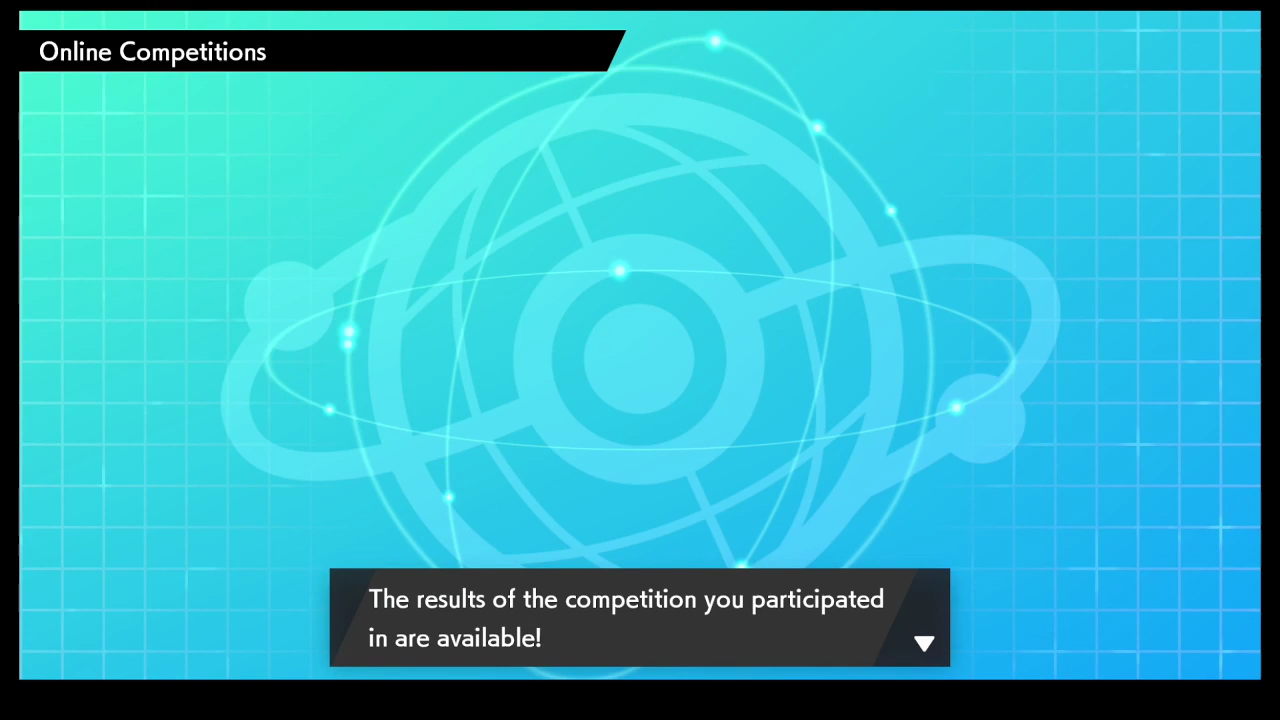 Online Competitions
The results of the competition you participated
in are available!